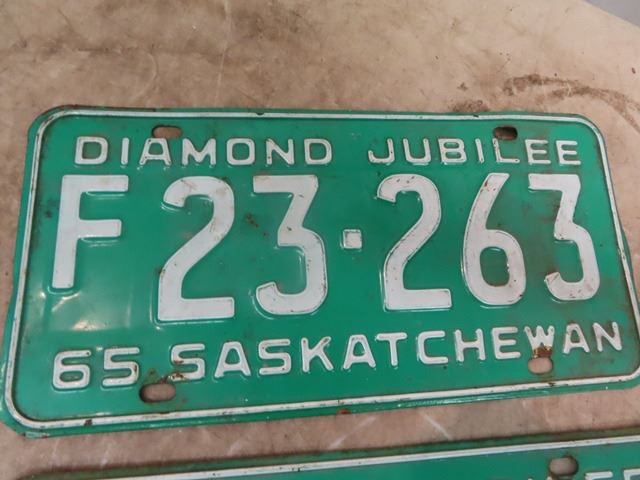 DIAMOND JUBILEE
F23·263
65 SASKATCHEWAN